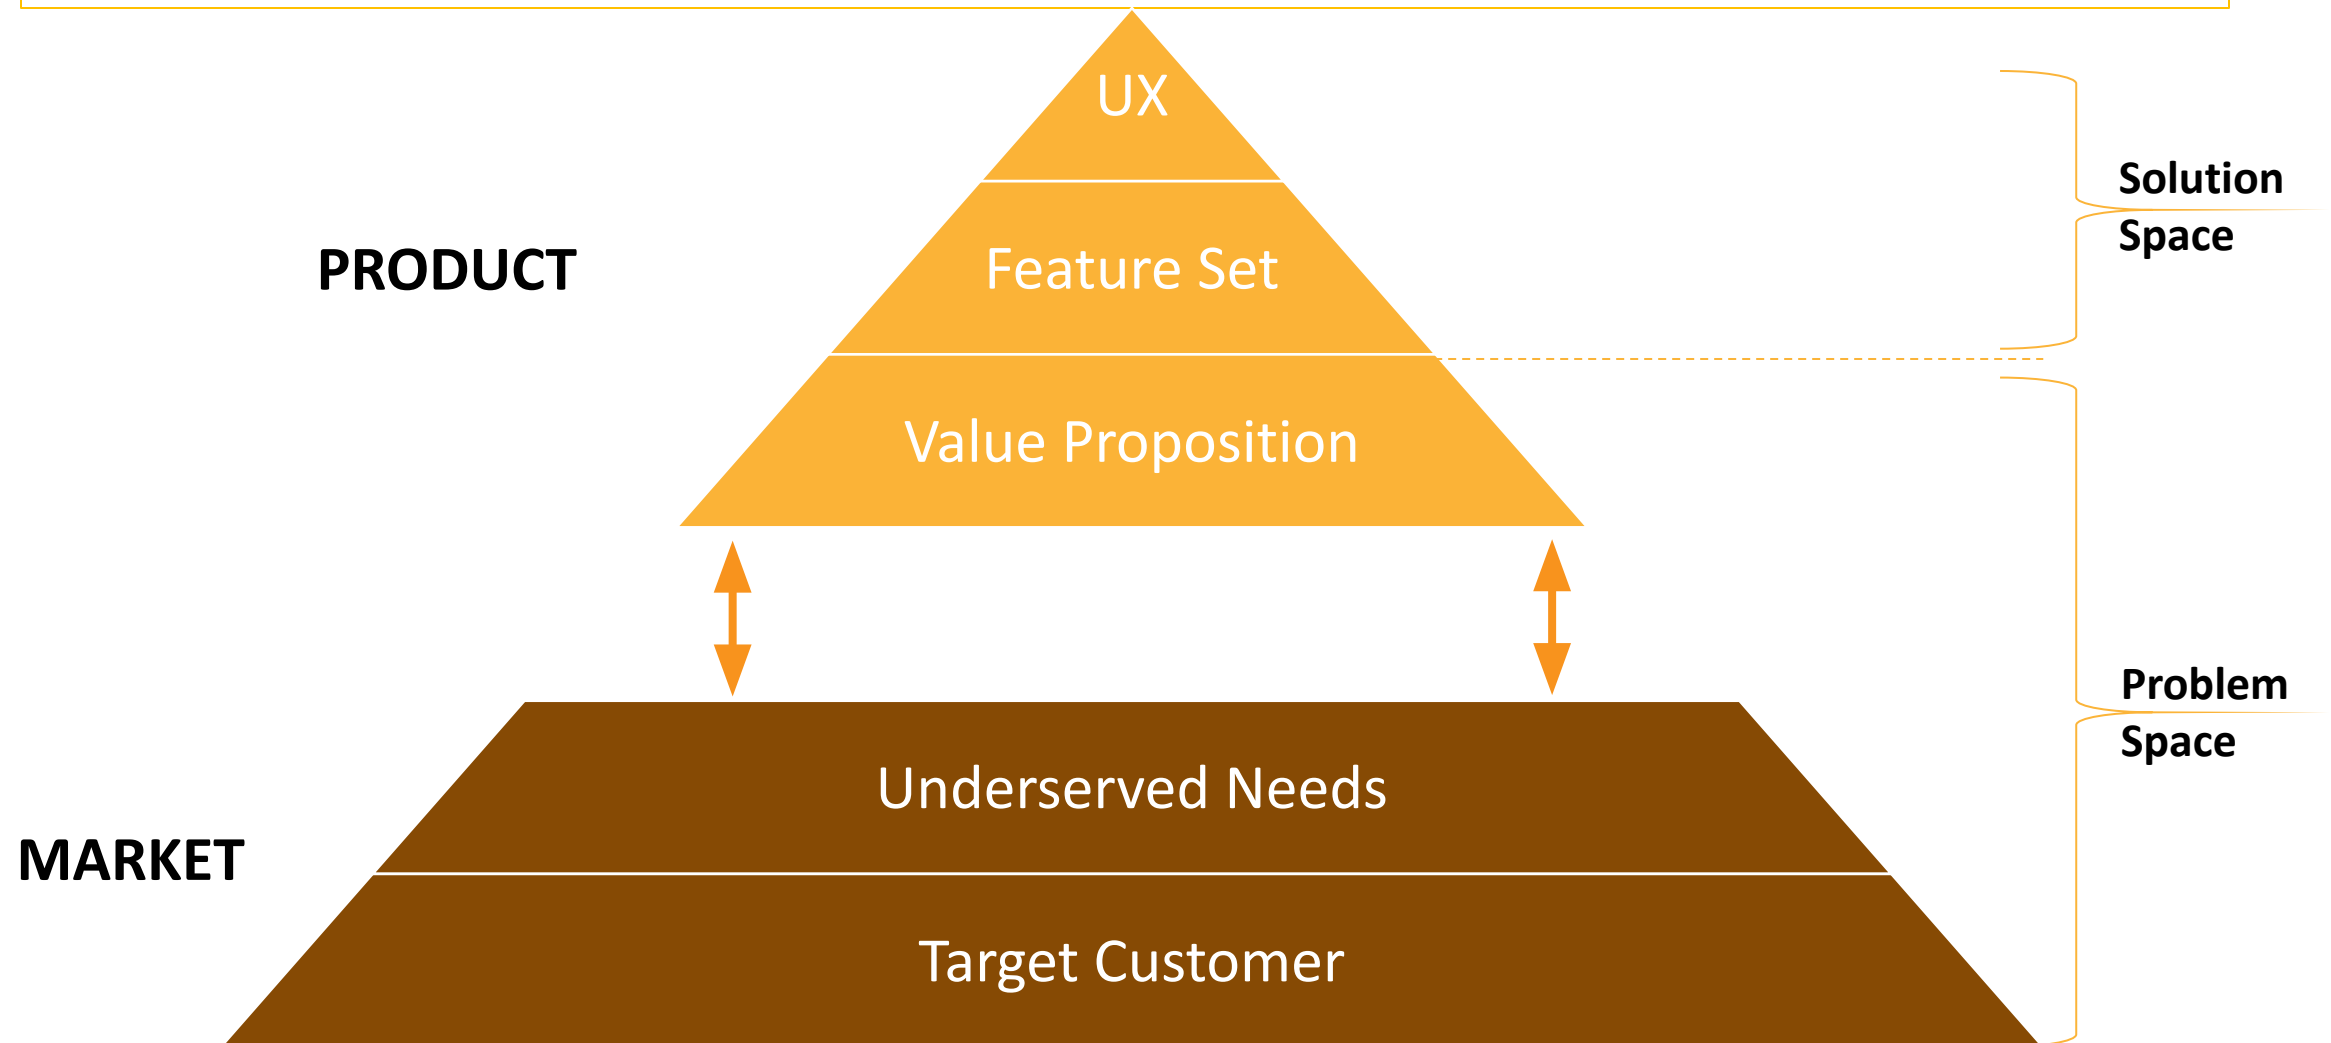 UX
Solution
Space
PRODUCT
Feature Set
Value Proposition
Problem
Space
Underserved Needs
MARKET
Target Customer